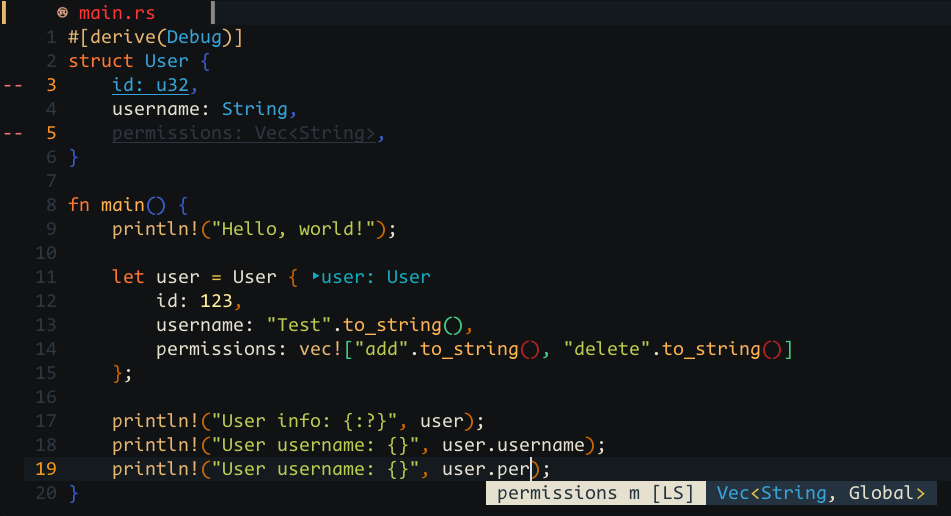 main.rs
1 #[derive(Debug)]
2 struct User {
-- 3     id: u32,
4     username: String,
-- 5     permissions: Vec<String>,
6 }
7
8 fn main() {
9     println!("Hello, world!");
10
11     let user = User { ‣user: User
12         id: 123,
13         username: "Test".to_string(),
14         permissions: vec!["add".to_string(), "delete".to_string()]
15     };
16
17     println!("User info: {:?}", user);
18     println!("User username: {}", user.username);
19     println!("User username: {}", user.per);
20 }
permissions m [LS] Vec<String, Global>